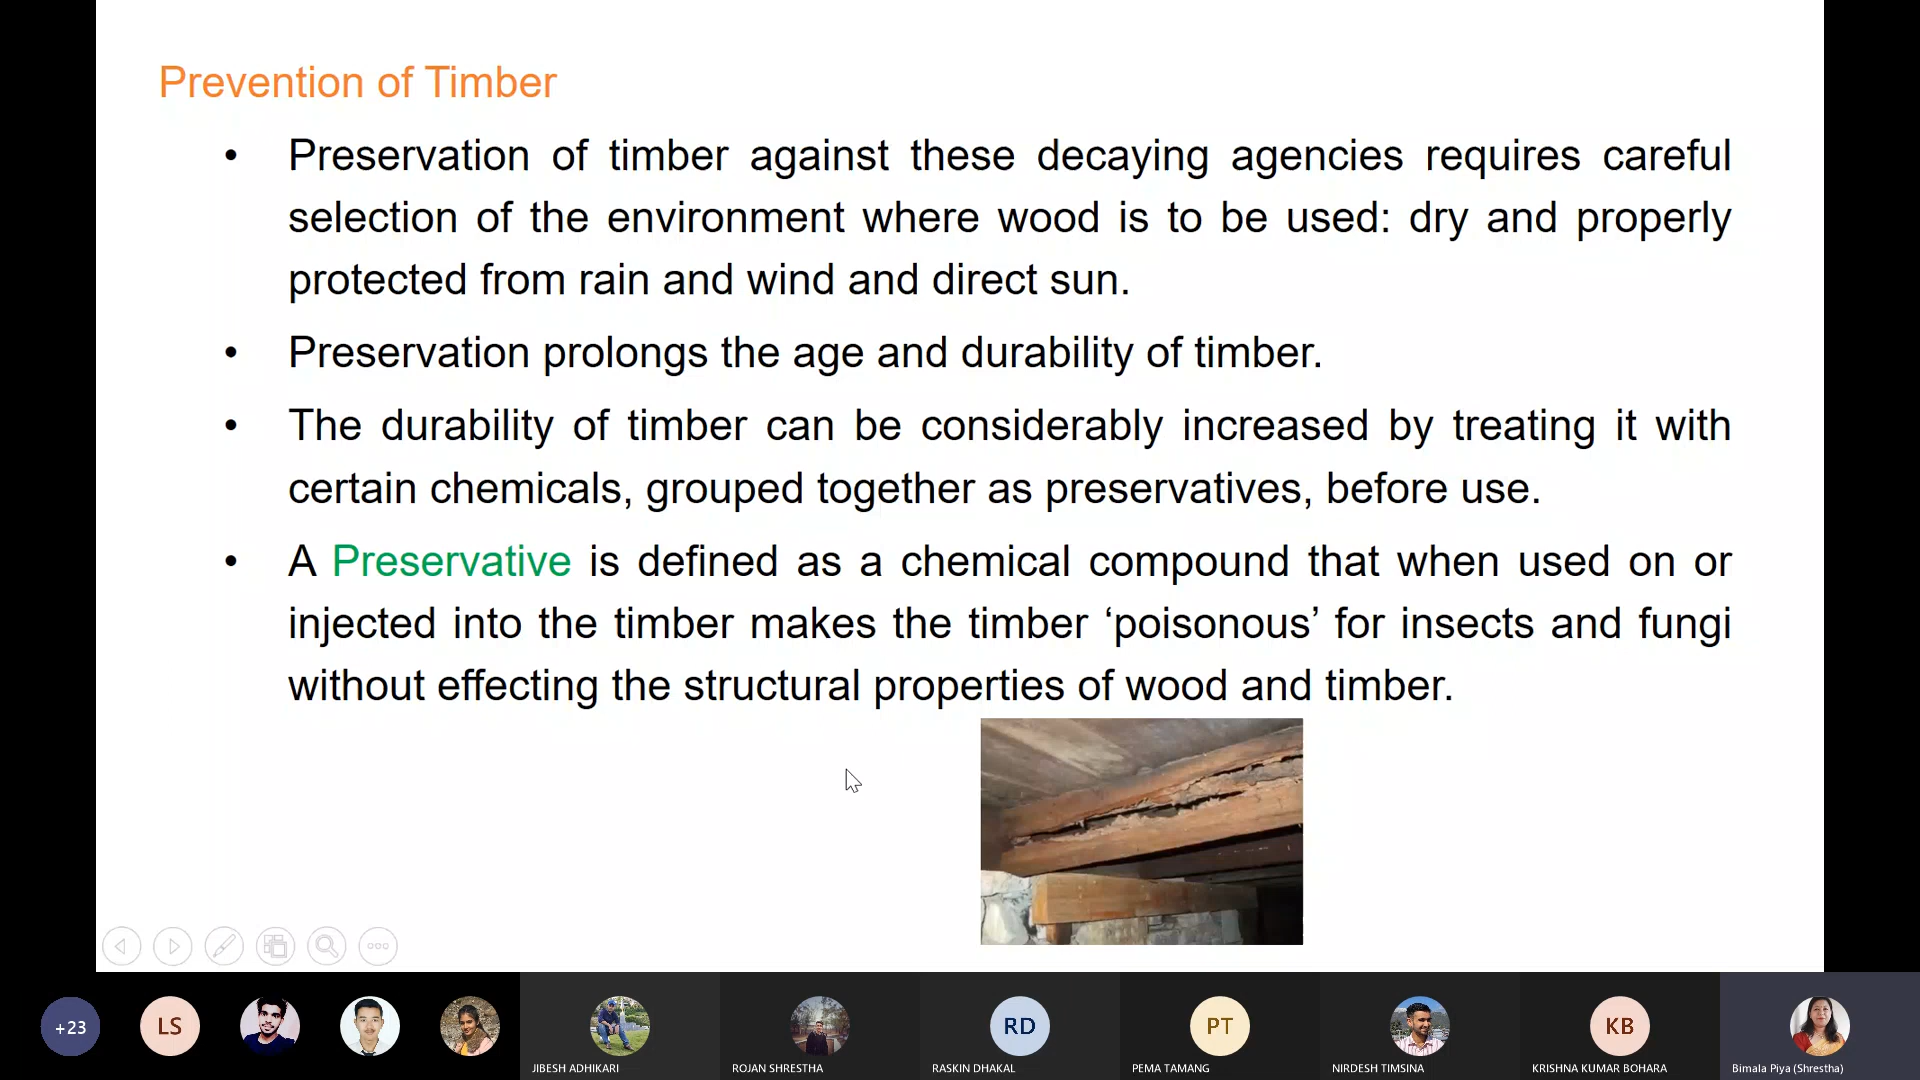 Prevention of Timber
• Preservation of timber against these decaying agencies requires careful
selection of the environment where wood is to be used: dry and properly
protected from rain and wind and direct sun.
• Preservation prolongs the age and durability of timber.
• The durability of timber can be considerably increased by treating it with
certain chemicals, grouped together as preservatives, before use.
• A Preservative is defined as a chemical compound that when used on or
injected into the timber makes the timber ‘poisonous’ for insects and fungi
without effecting the structural properties of wood and timber.
+23
LS
RD
PT
KB
JIBESH ADHIKARI
ROJAN SHRESTHA
RASKIN DHAKAL
PEMA TAMANG
NIRDESH TIMSINA
KRISHNA KUMAR BOHARA
Bimala Piya (Shrestha)